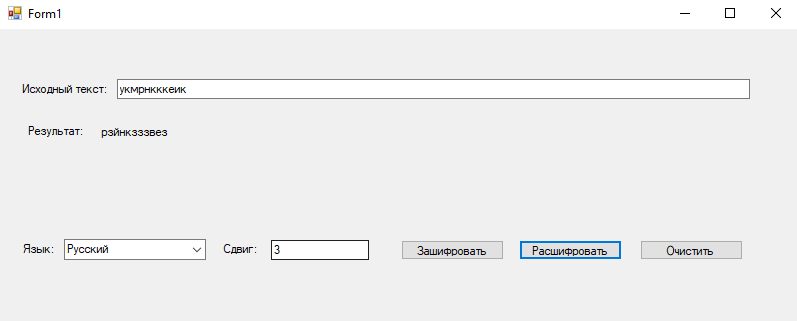 Form1
Исходный текст: укмрнкккеик
Результат: рзйнкзззвез
Язык: Русский Сдвиг: 3 Зашифровать Расшифровать Очистить